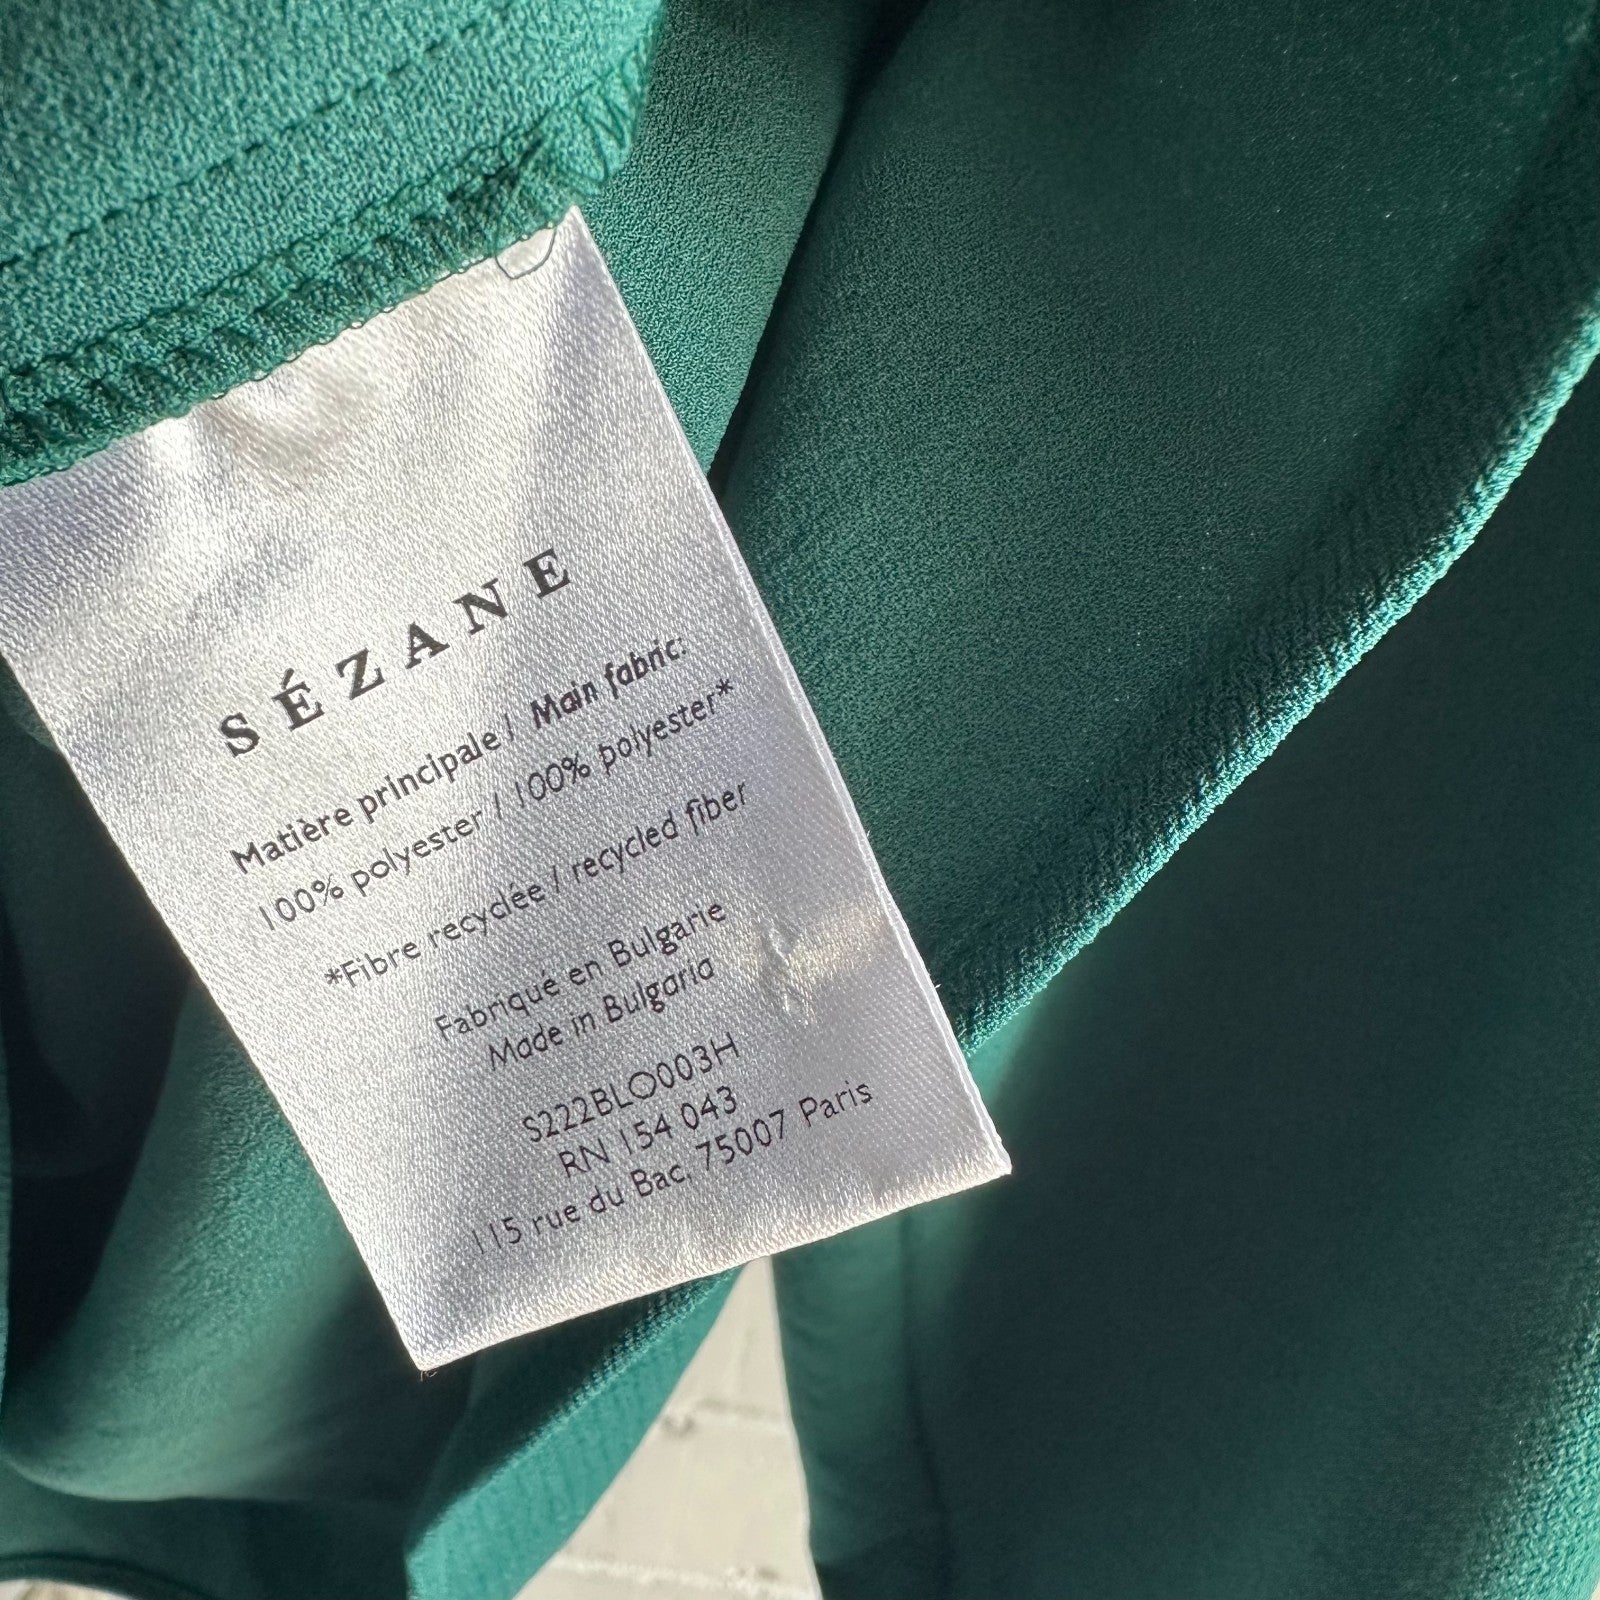 SÉZANE
Matière principale / Main fabric:
100% polyester / 100% polyester*
*Fibre recyclée / recycled fiber
Fabriqué en Bulgarie
Made in Bulgaria
S222BLO003H
RN 154 043
115 rue du Bac, 75007 Paris